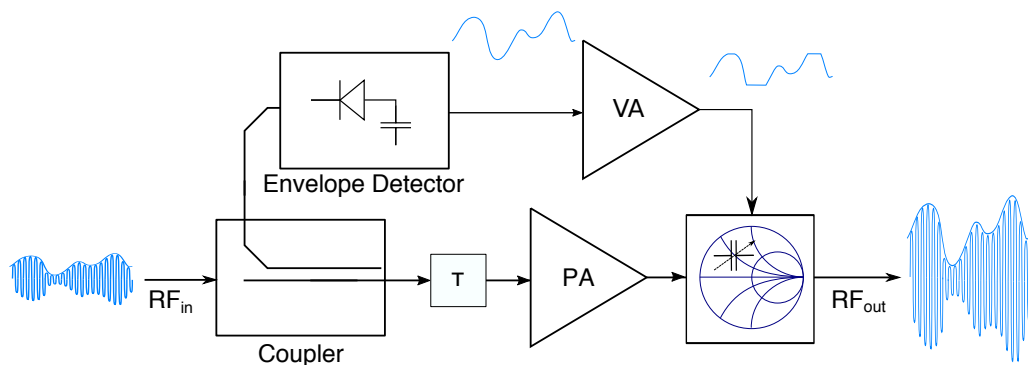 VA
Envelope Detector
RFin
T
PA
RFout
Coupler